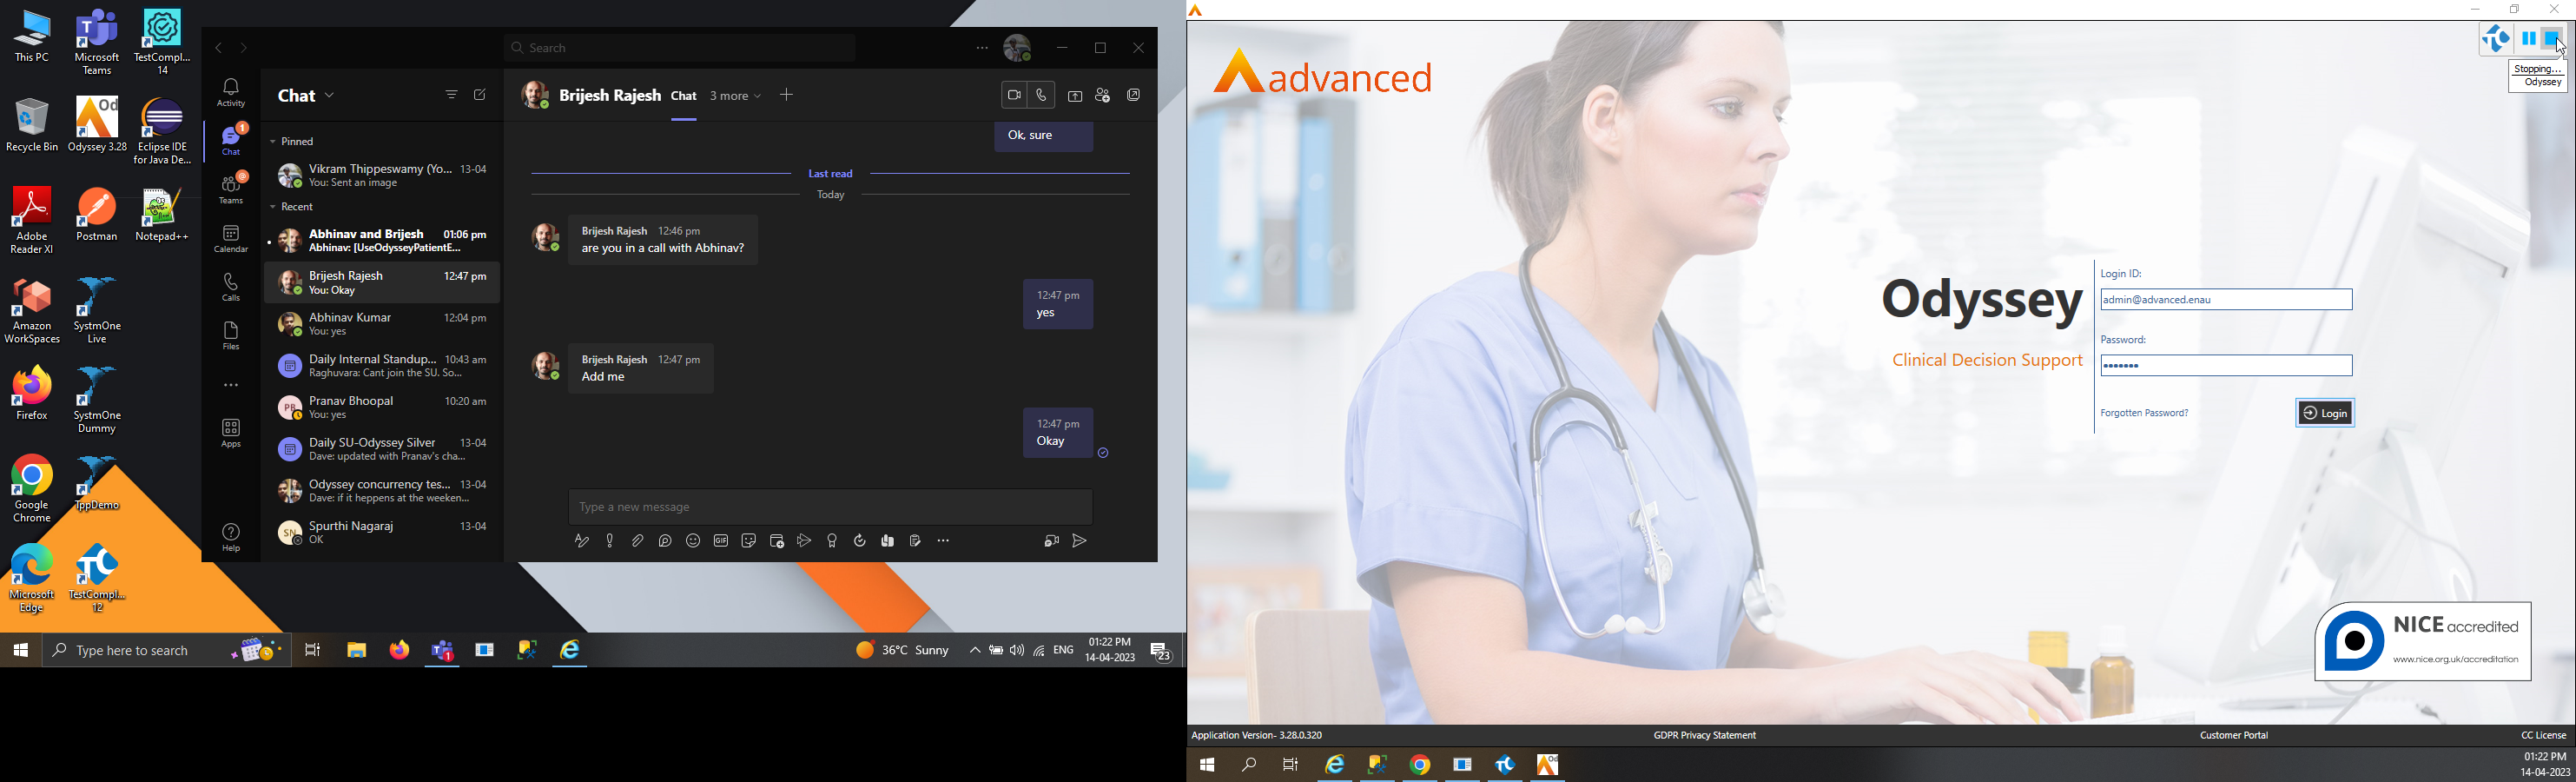 This PC
Microsoft
Teams
TestCompl...
14
Recycle Bin
Odyssey 3.28
Eclipse IDE
for Java De...
Adobe
Reader XI
Postman
Notepad++
Amazon
WorkSpaces
SystmOne
Live
Firefox
SystmOne
Dummy
Google
Chrome
TppDemo
Microsoft
Edge
TestCompl...
12
Search
Activity
Chat
1
Teams
Calendar
Calls
Files
Apps
Help
Chat
Pinned
Vikram Thippeswamy (Yo... 13-04
You: Sent an image
Recent
Abhinav and Brijesh 01:06 pm
Abhinav: [UseOdysseyPatientE...
Brijesh Rajesh 12:47 pm
You: Okay
Abhinav Kumar 12:04 pm
You: yes
Daily Internal Standup... 10:43 am
Raghuvara: Cant join the SU. So...
PB
Pranav Bhoopal 10:20 am
You: yes
Daily SU-Odyssey Silver 13-04
Dave: updated with Pranav's cha...
Odyssey concurrency tes... 13-04
Dave: if it heppens at the weeken...
SN
Spurthi Nagaraj 13-04
OK
Brijesh Rajesh Chat 3 more
Ok, sure
Last read
Today
Brijesh Rajesh 12:46 pm
are you in a call with Abhinav?
12:47 pm
yes
Brijesh Rajesh 12:47 pm
Add me
12:47 pm
Okay
Type a new message
GIF
Type here to search
1
36°C Sunny
ENG
01:22 PM
14-04-2023
23
advanced
Stopping...
Odyssey
Odyssey
Clinical Decision Support
Login ID:
admin@advanced.enau
Password:
Forgotten Password?
Login
NICE accredited
www.nice.org.uk/accreditation
Application Version- 3.28.0.320
GDPR Privacy Statement
Customer Portal
CC License
01:22 PM
14-04-2023